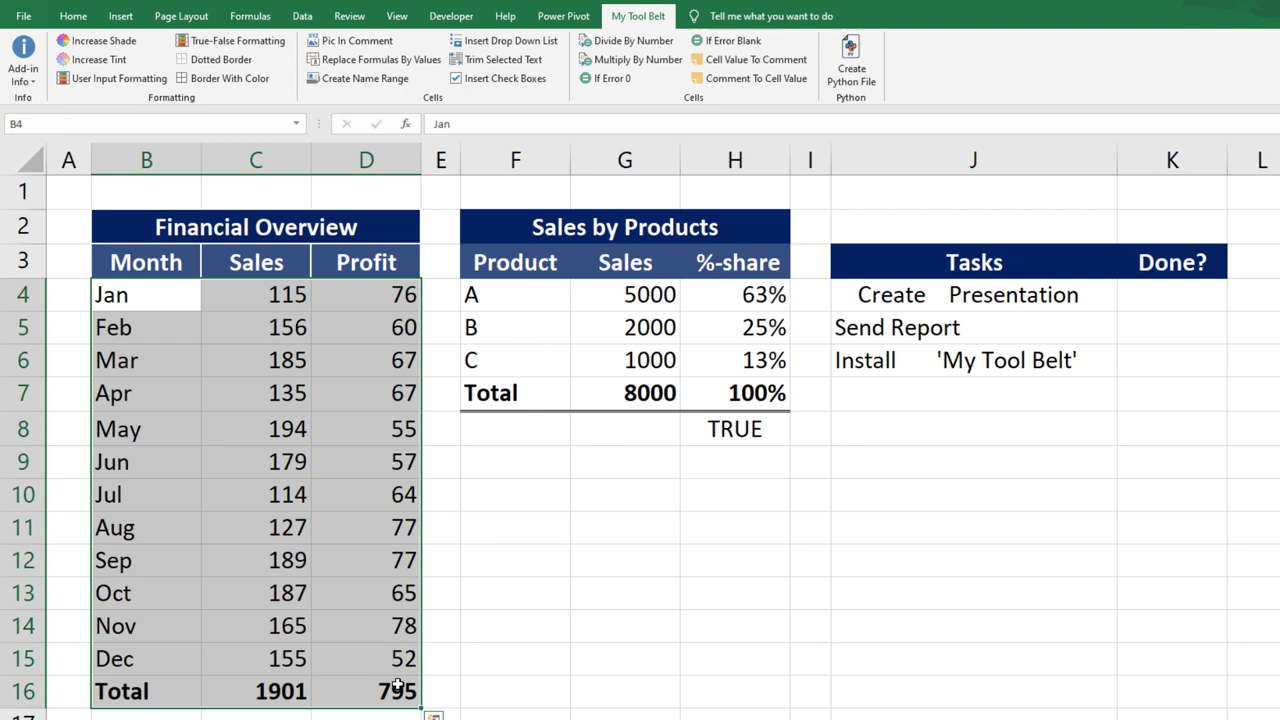 File Home Insert Page Layout Formulas Data Review View Developer Help Power Pivot My Tool Belt Tell me what you want to do
Add-in Info
Info
Increase Shade True-False Formatting
Increase Tint Dotted Border
User Input Formatting Border With Color
Formatting
Pic In Comment Insert Drop Down List
Replace Formulas By Values Trim Selected Text
Create Name Range Insert Check Boxes
Cells
Divide By Number If Error Blank
Multiply By Number Cell Value To Comment
If Error 0 Comment To Cell Value
Cells
Create Python File
Python
B4 fx Jan
A B C D E F G H I J K L
1
2 Financial Overview Sales by Products
3 Month Sales Profit Product Sales %-share Tasks Done?
4 Jan 115 76 A 5000 63% Create Presentation
5 Feb 156 60 B 2000 25% Send Report
6 Mar 185 67 C 1000 13% Install 'My Tool Belt'
7 Apr 135 67 Total 8000 100%
8 May 194 55 TRUE
9 Jun 179 57
10 Jul 114 64
11 Aug 127 77
12 Sep 189 77
13 Oct 187 65
14 Nov 165 78
15 Dec 155 52
16 Total 1901 795
17